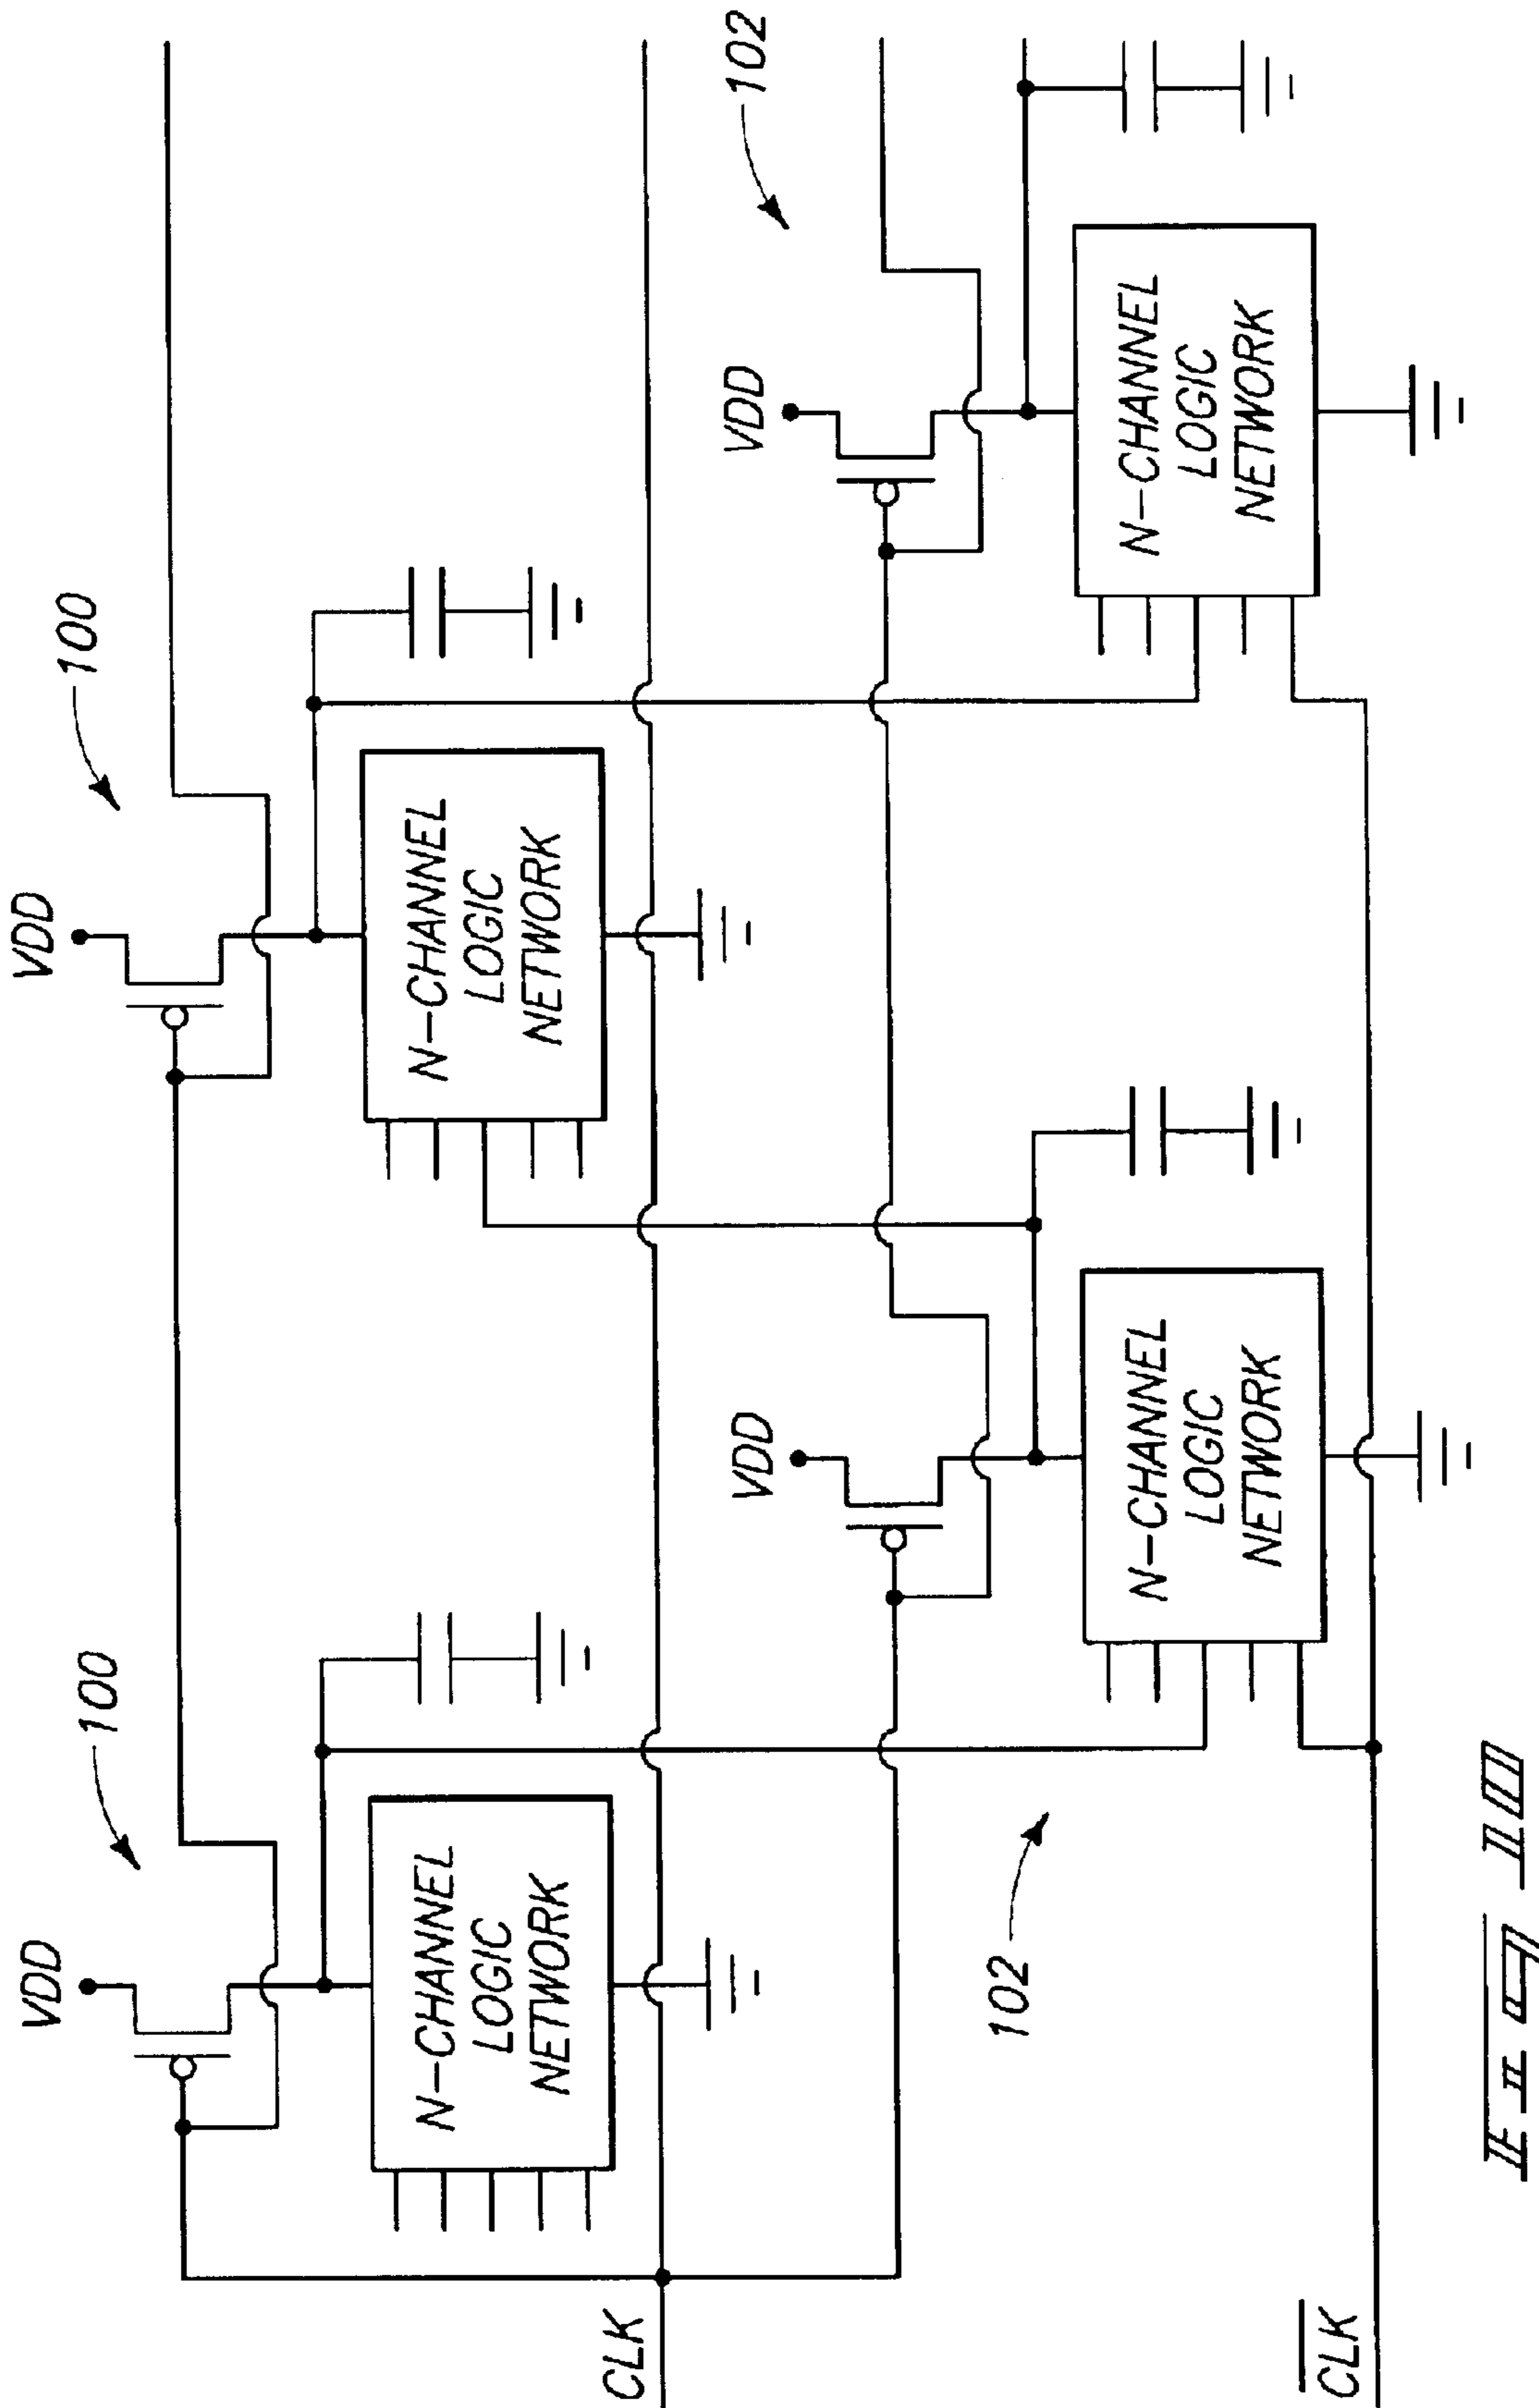 VDD
100
N-CHANNEL
LOGIC
NETWORK
VDD
100
N-CHANNEL
LOGIC
NETWORK
CLK
102
VDD
N-CHANNEL
LOGIC
NETWORK
VDD
102
N-CHANNEL
LOGIC
NETWORK
CLK